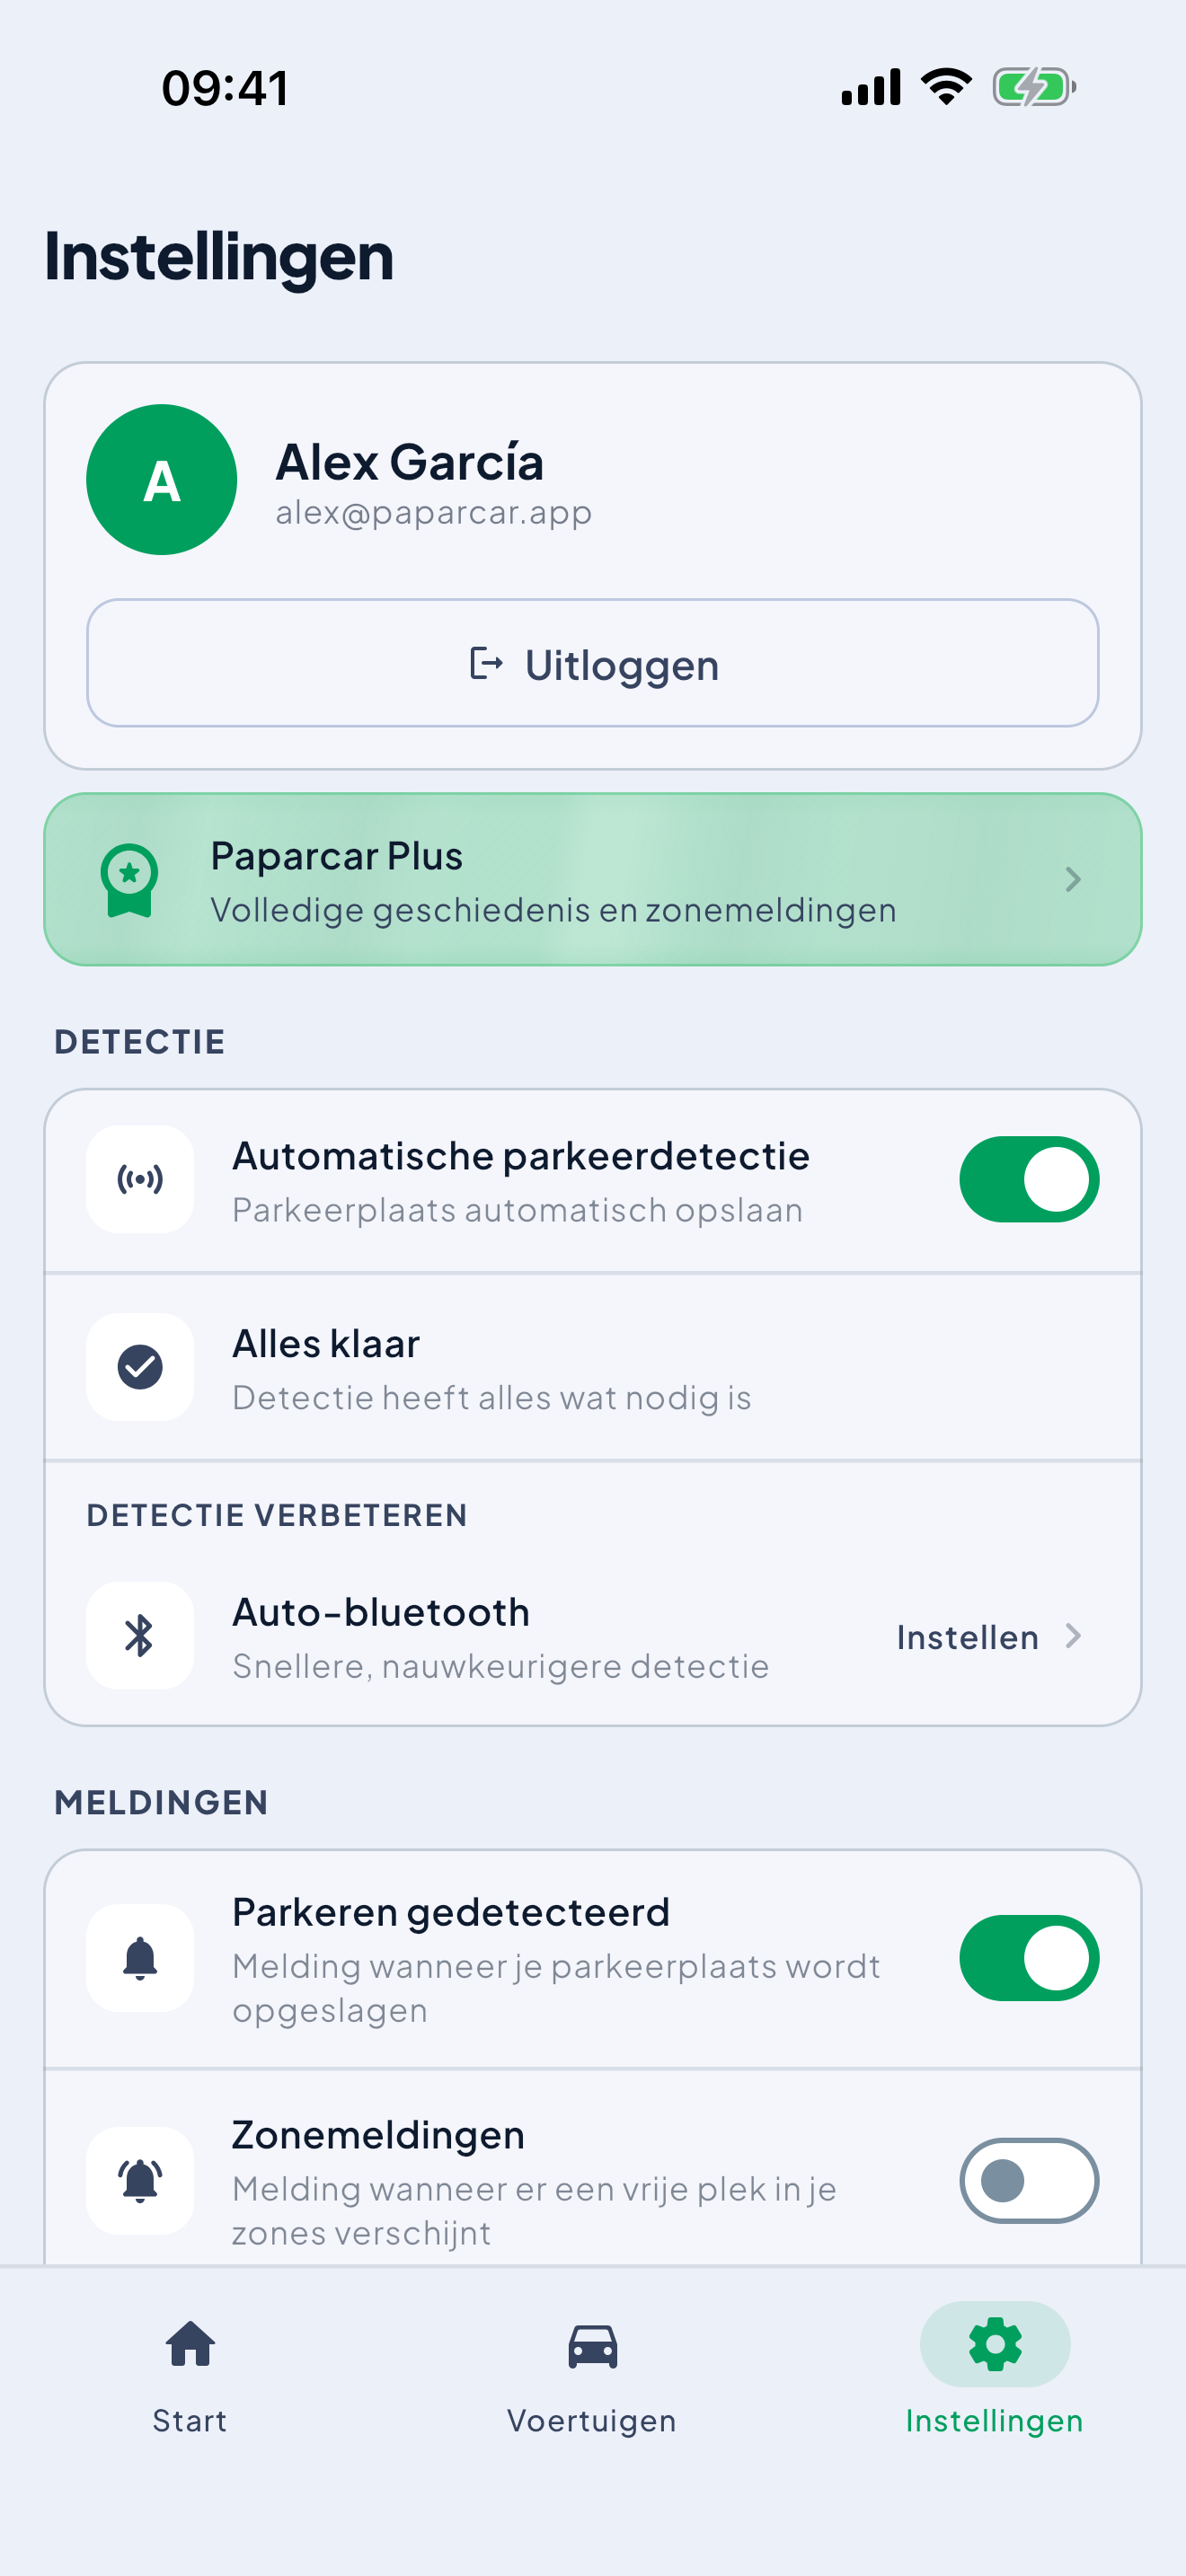 09:41
Instellingen
A
Alex García
alex@paparcar.app
Uitloggen
Paparcar Plus
Volledige geschiedenis en zonemeldingen
DETECTIE
Automatische parkeerdetectie
Parkeerplaats automatisch opslaan
Alles klaar
Detectie heeft alles wat nodig is
DETECTIE VERBETEREN
Auto-bluetooth
Snellere, nauwkeurigere detectie
Instellen
MELDINGEN
Parkeren gedetecteerd
Melding wanneer je parkeerplaats wordt
opgeslagen
Zonemeldingen
Melding wanneer er een vrije plek in je
zones verschijnt
Start
Voertuigen
Instellingen